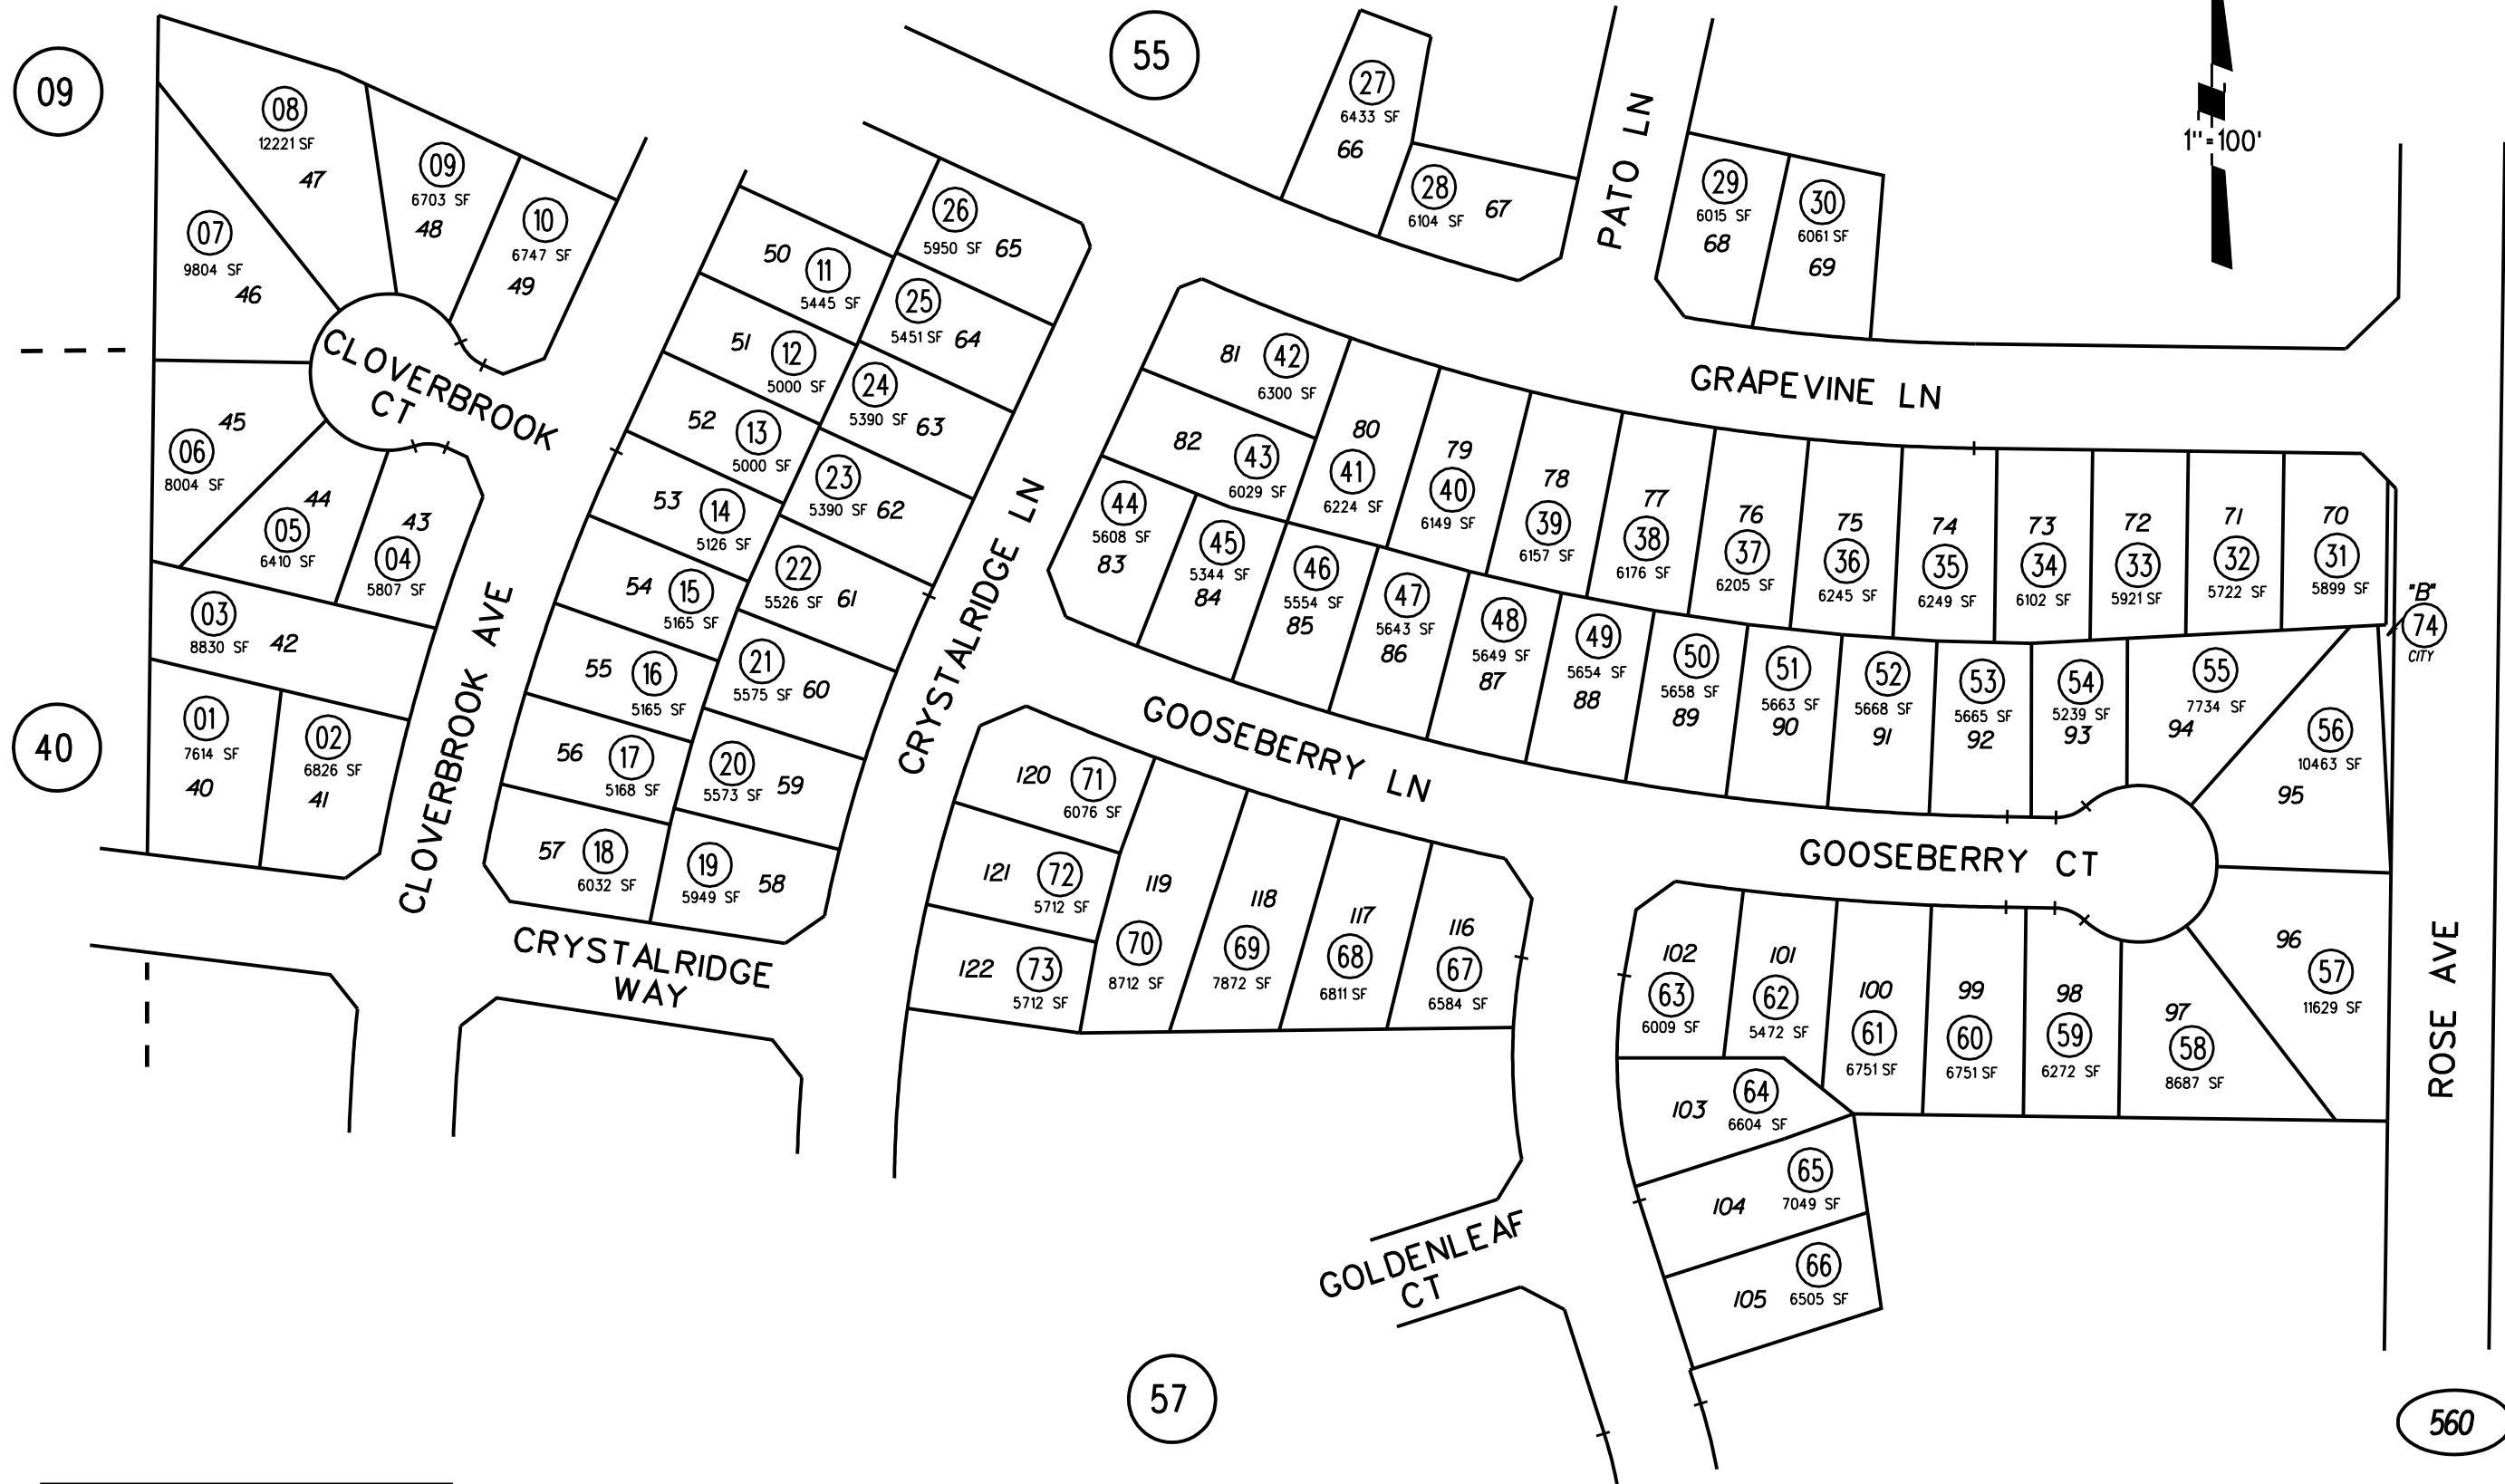 09
55
1"=100'
08
12221 SF
47
09
6703 SF
48
10
6747 SF
49
07
9804 SF
46
45
06
8004 SF
44
05
6410 SF
43
04
5807 SF
03
8830 SF
42
01
7614 SF
40
02
6826 SF
41
40
CLOVERBROOK
CT
CLOVERBROOK AVE
50
11
5445 SF
51
12
5000 SF
52
13
5000 SF
53
14
5126 SF
54
15
5165 SF
55
16
5165 SF
56
17
5168 SF
57
18
6032 SF
26
5950 SF
65
25
5451 SF
64
24
5390 SF
63
23
5390 SF
62
22
5526 SF
61
21
5575 SF
60
20
5573 SF
59
19
5949 SF
58
CRYSTALRIDGE LN
CRYSTALRIDGE
WAY
27
6433 SF
66
28
6104 SF
67
PATO LN
29
6015 SF
68
30
6061 SF
69
GRAPEVINE LN
81
42
6300 SF
82
43
6029 SF
80
41
6224 SF
79
40
6149 SF
78
39
6157 SF
77
38
6176 SF
76
37
6205 SF
75
36
6245 SF
74
35
6249 SF
73
34
6102 SF
72
33
5921 SF
71
32
5722 SF
70
31
5899 SF
"B"
74
CITY
44
5608 SF
83
45
5344 SF
84
46
5554 SF
85
47
5643 SF
86
48
5649 SF
87
49
5654 SF
88
50
5658 SF
89
51
5663 SF
90
52
5668 SF
91
53
5665 SF
92
54
5239 SF
93
55
7734 SF
94
56
10463 SF
95
GOOSEBERRY LN
GOOSEBERRY CT
120
71
6076 SF
121
72
5712 SF
122
73
5712 SF
119
70
8712 SF
118
69
7872 SF
117
68
6811 SF
116
67
6584 SF
102
63
6009 SF
101
62
5472 SF
100
61
6751 SF
99
60
6751 SF
98
59
6272 SF
97
58
8687 SF
96
57
11629 SF
ROSE AVE
103
64
6604 SF
104
65
7049 SF
105
66
6505 SF
GOLDENLEAF
CT
57
560